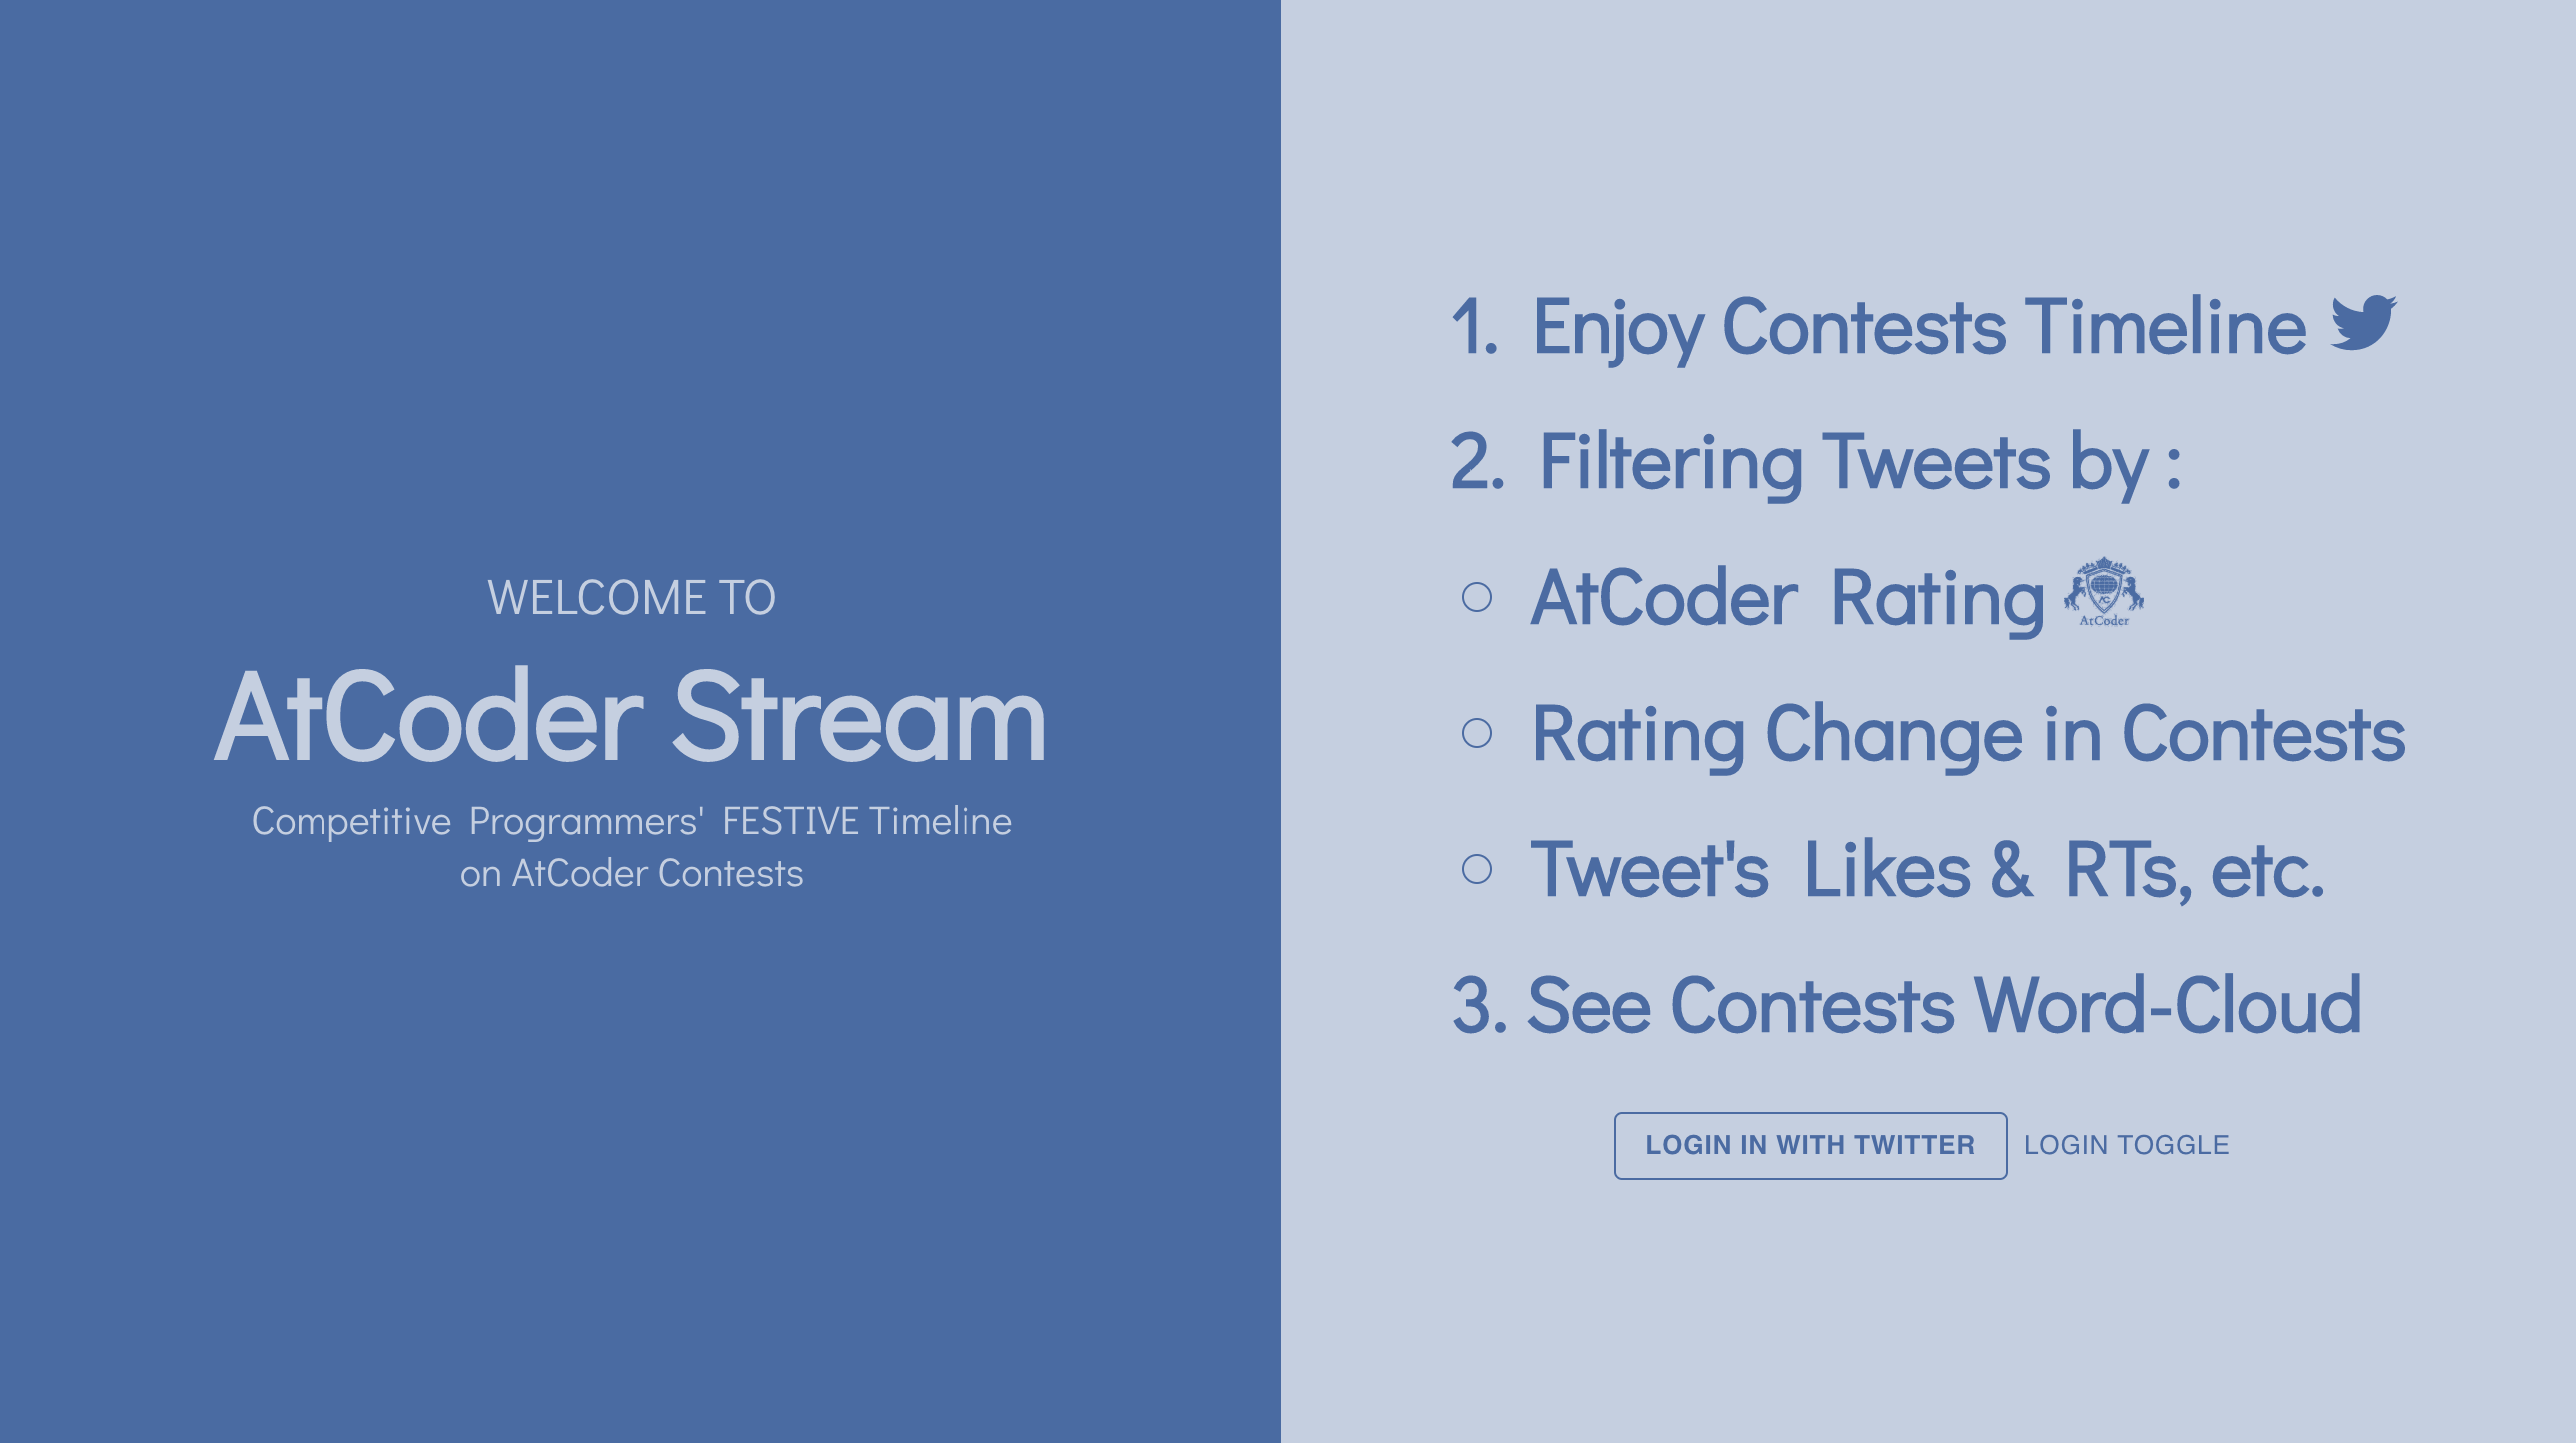 WELCOME TO
AtCoder Stream
Competitive Programmers' FESTIVE Timeline
on AtCoder Contests
1. Enjoy Contests Timeline
2. Filtering Tweets by :
AtCoder Rating
AtCoder
Rating Change in Contests
Tweet's Likes & RTs, etc.
3. See Contests Word-Cloud
LOGIN IN WITH TWITTER LOGIN TOGGLE